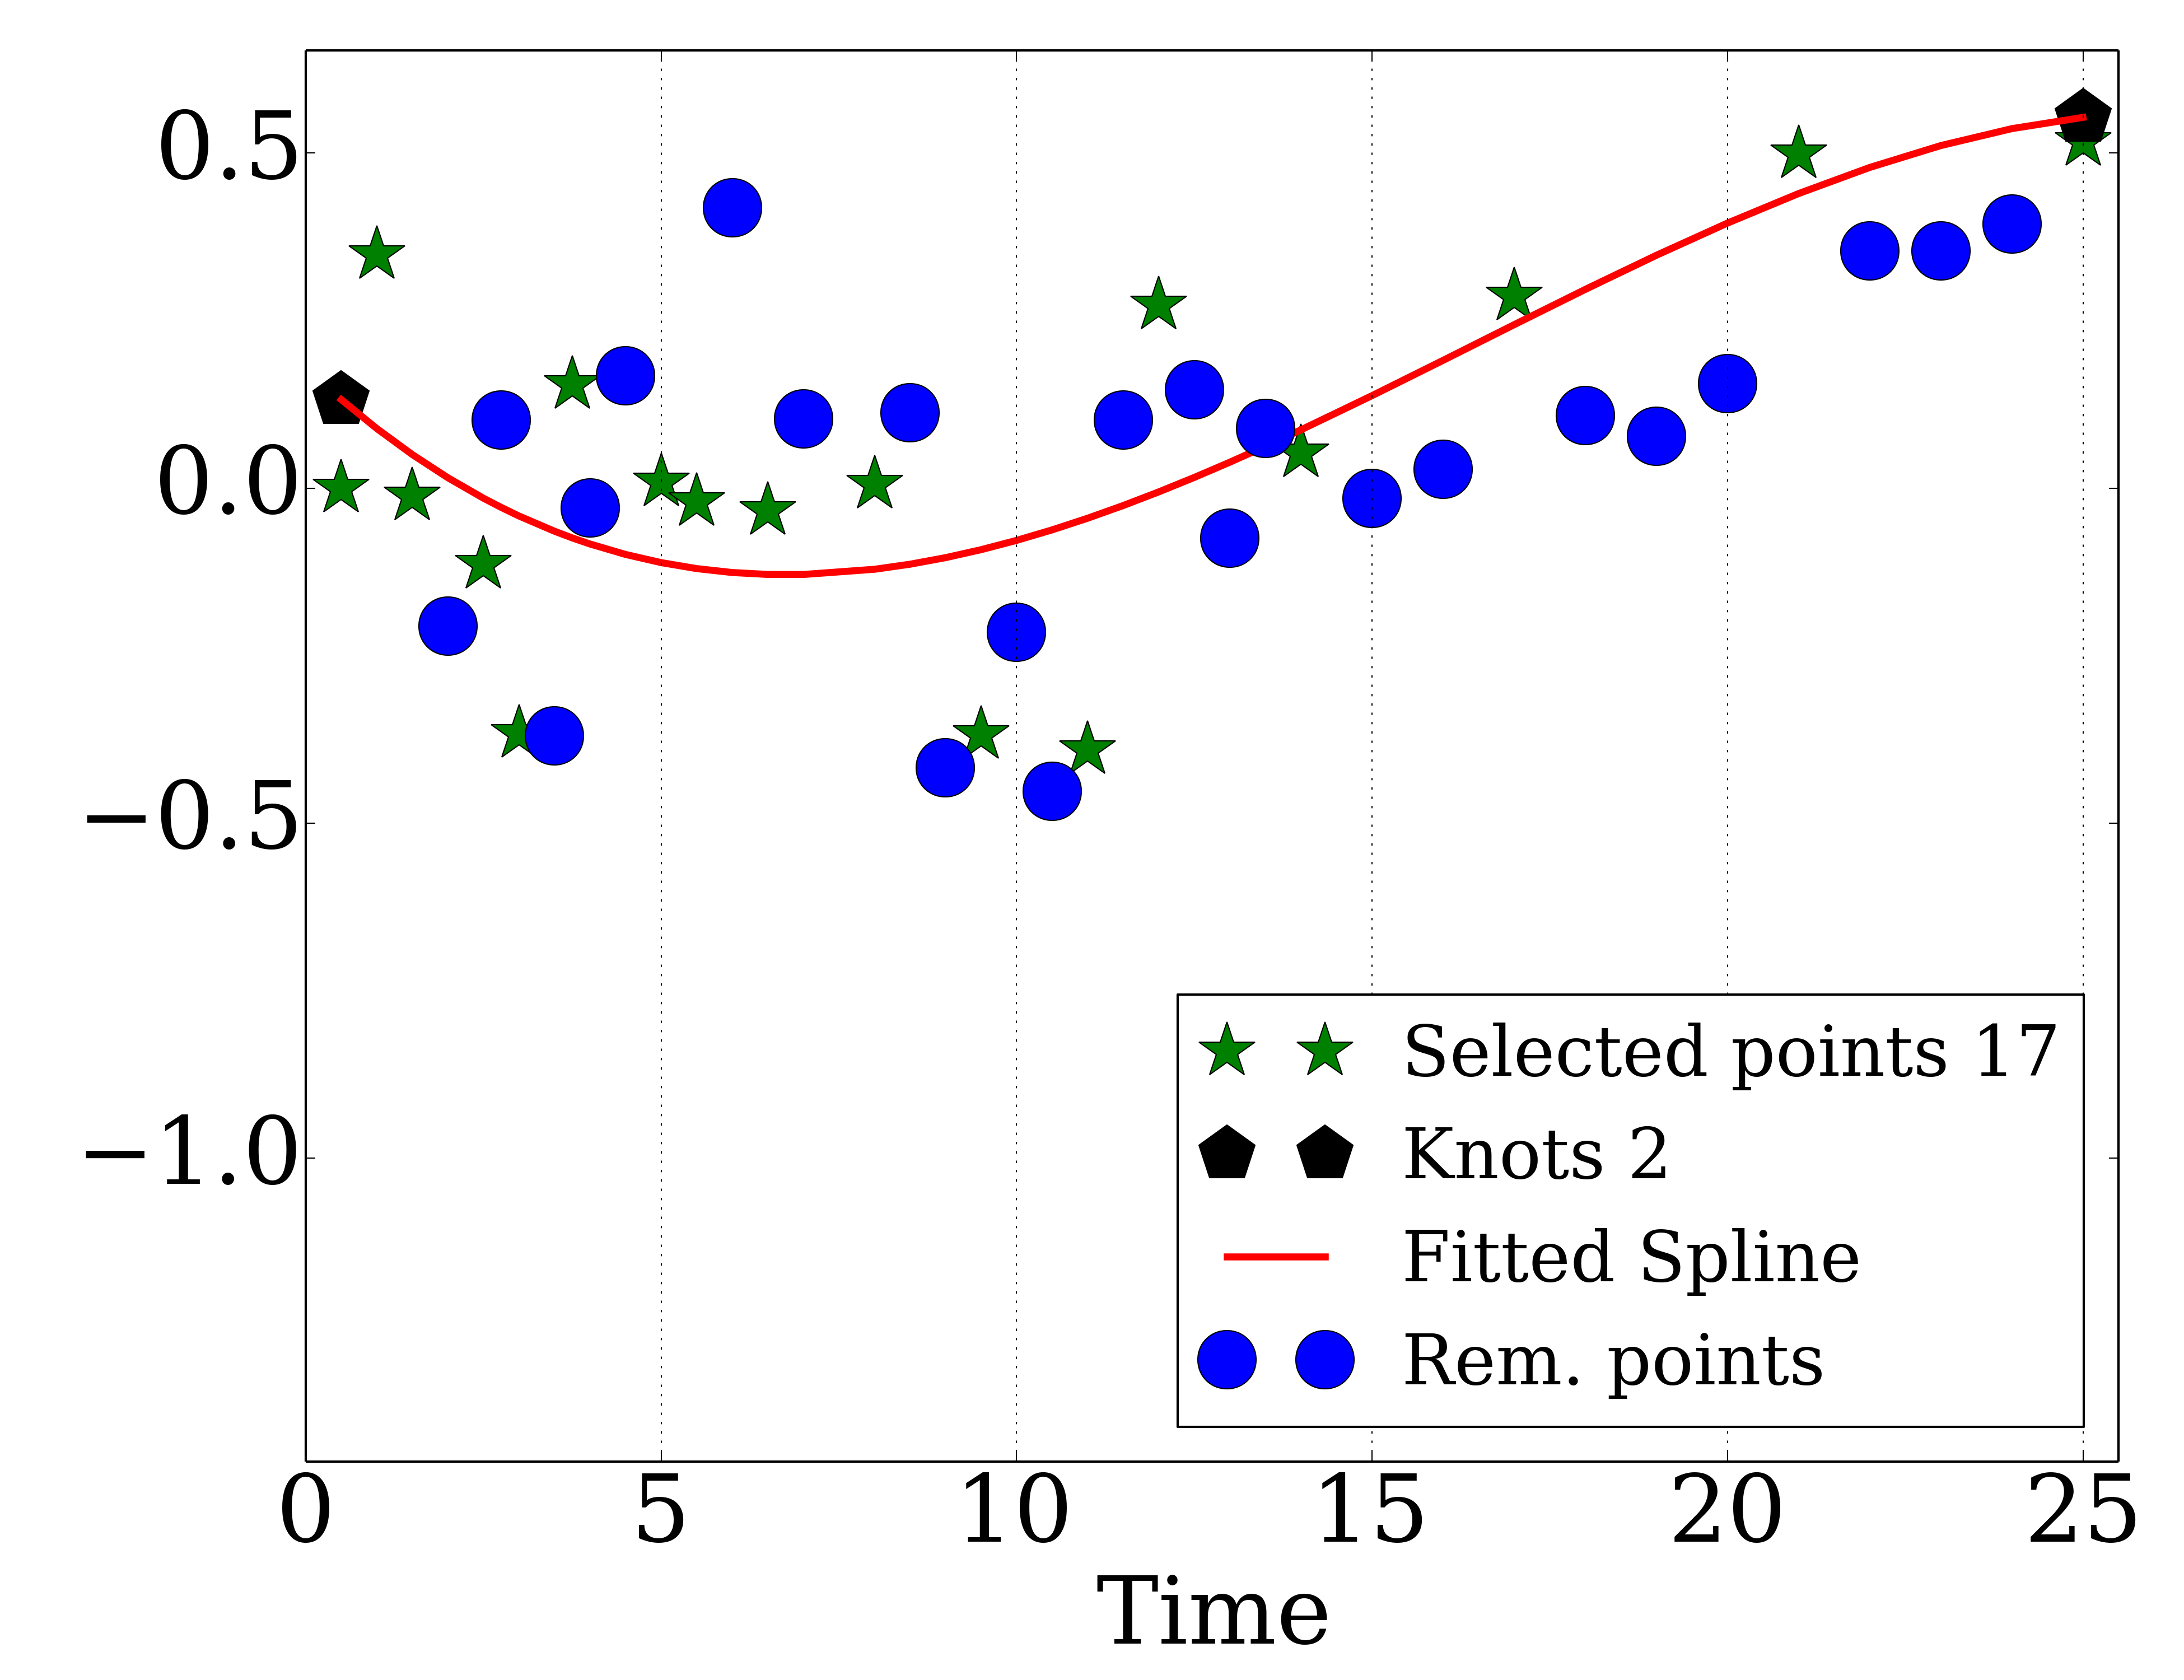 0.5
0.0
−0.5
−1.0
Selected points 17
Knots 2
Fitted Spline
Rem. points
0 5 10 15 20 25
Time